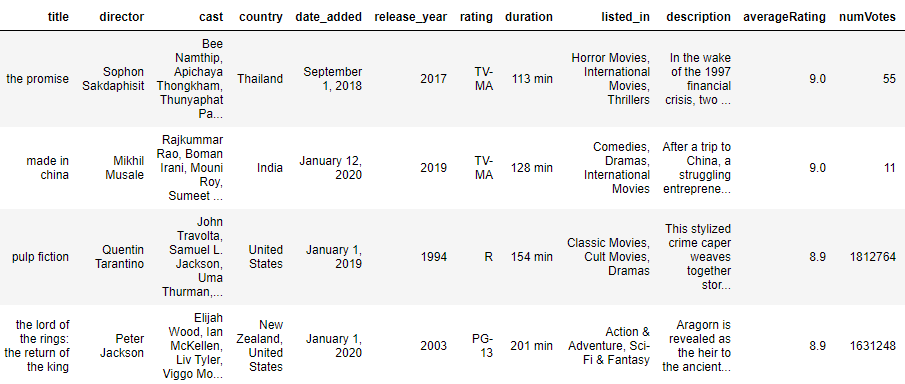 title director cast country date_added release_year rating duration listed_in description averageRating numVotes
the promise
Sophon
Sakdaphisit
Bee
Namthip,
Apichaya
Thongkham,
Thunyaphat
Pa...
Thailand
September
1, 2018
2017
TV-
MA
113 min
Horror Movies,
International
Movies,
Thrillers
In the wake
of the 1997
financial
crisis, two ...
9.0
55
made in
china
Mikhil
Musale
Rajkummar
Rao, Boman
Irani, Mouni
Roy,
Sumeet ...
India
January 12,
2020
2019
TV-
MA
128 min
Comedies,
Dramas,
International
Movies
After a trip to
China, a
struggling
entreprene...
9.0
11
pulp fiction
Quentin
Tarantino
John
Travolta,
Samuel L.
Jackson,
Uma
Thurman,...
United
States
January 1,
2019
1994
R
154 min
Classic Movies,
Cult Movies,
Dramas
This stylized
crime caper
weaves
together
stor...
8.9
1812764
the lord of
the rings:
the return of
the king
Peter
Jackson
Elijah
Wood, Ian
McKellen,
Liv Tyler,
Viggo Mo...
New
Zealand,
United
States
January 1,
2020
2003
PG-
13
201 min
Action &
Adventure, Sci-
Fi & Fantasy
Aragorn is
revealed as
the heir to
the ancient...
8.9
1631248